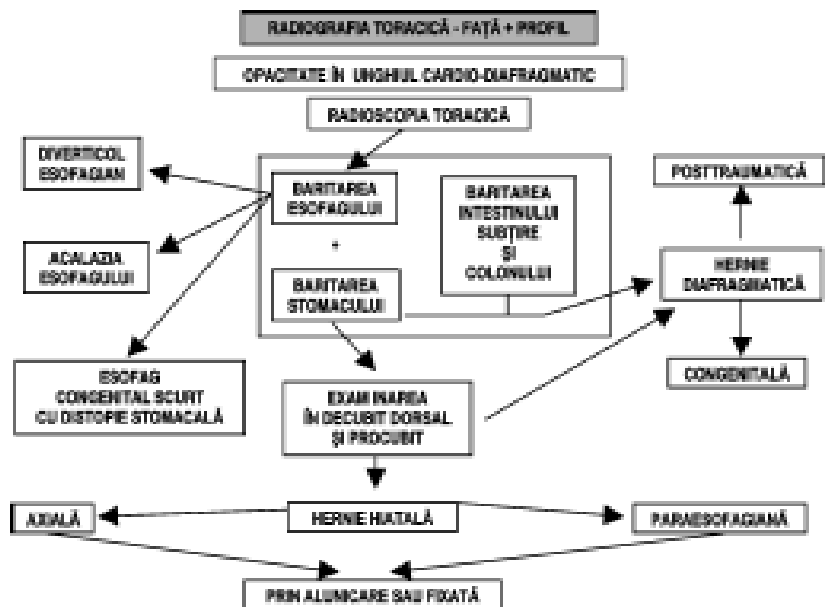 RADIOGRAFIA TORACICĂ - FAȚĂ + PROFIL
OPACITATE ÎN UNGHIUL CARDIO-DIAFRAGMATIC
RADIOSCOPIA TORACICĂ
DIVERTICOL
ESOFAGIAN
BARITAREA
ESOFAGULUI
+
BARITAREA
STOMACULUI
BARITAREA
INTESTINULUI
SUBȚIRE
ȘI
COLONULUI
POSTTRAUMATICĂ
ACALAZIA
ESOFAGULUI
HERNIE
DIAFRAGMATICĂ
ESOFAG
CONGENITAL SCURT
CU DISTOPIE STOMACALĂ
EXAMINAREA
ÎN DECUBIT DORSAL
ȘI PROCUBIT
CONGENITALĂ
AXIALĂ
HERNIE HIATALĂ
PARAESOFAGIANĂ
PRIN ALUNICARE SAU FIXATĂ